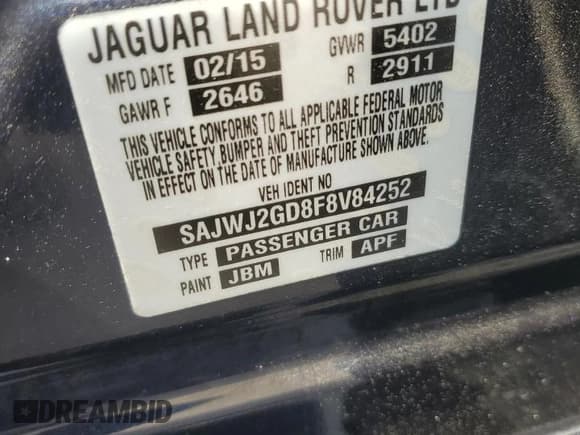 JAGUAR LAND ROVER LTD
MFD DATE 02/15 GVWR 5402
GAWR F 2646 R 2911
THIS VEHICLE CONFORMS TO ALL APPLICABLE FEDERAL MOTOR
VEHICLE SAFETY, BUMPER AND THEFT PREVENTION STANDARDS
IN EFFECT ON THE DATE OF MANUFACTURE SHOWN ABOVE.
VEH IDENT NO
SAJWJ2GD8F8V84252
TYPE PASSENGER CAR
PAINT JBM TRIM APF
DREAMBID